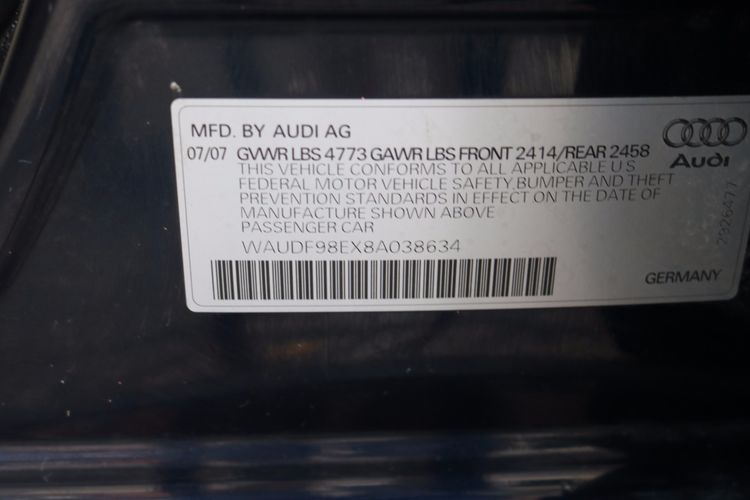 MFD. BY AUDI AG
07/07 GVWR LBS 4773 GAWR LBS FRONT 2414/REAR 2458
THIS VEHICLE CONFORMS TO ALL APPLICABLE U S
FEDERAL MOTOR VEHICLE SAFETY, BUMPER AND THEFT
PREVENTION STANDARDS IN EFFECT ON THE DATE OF
MANUFACTURE SHOWN ABOVE
PASSENGER CAR
WAUDF98EX8A038634
Audi
2926477
GERMANY